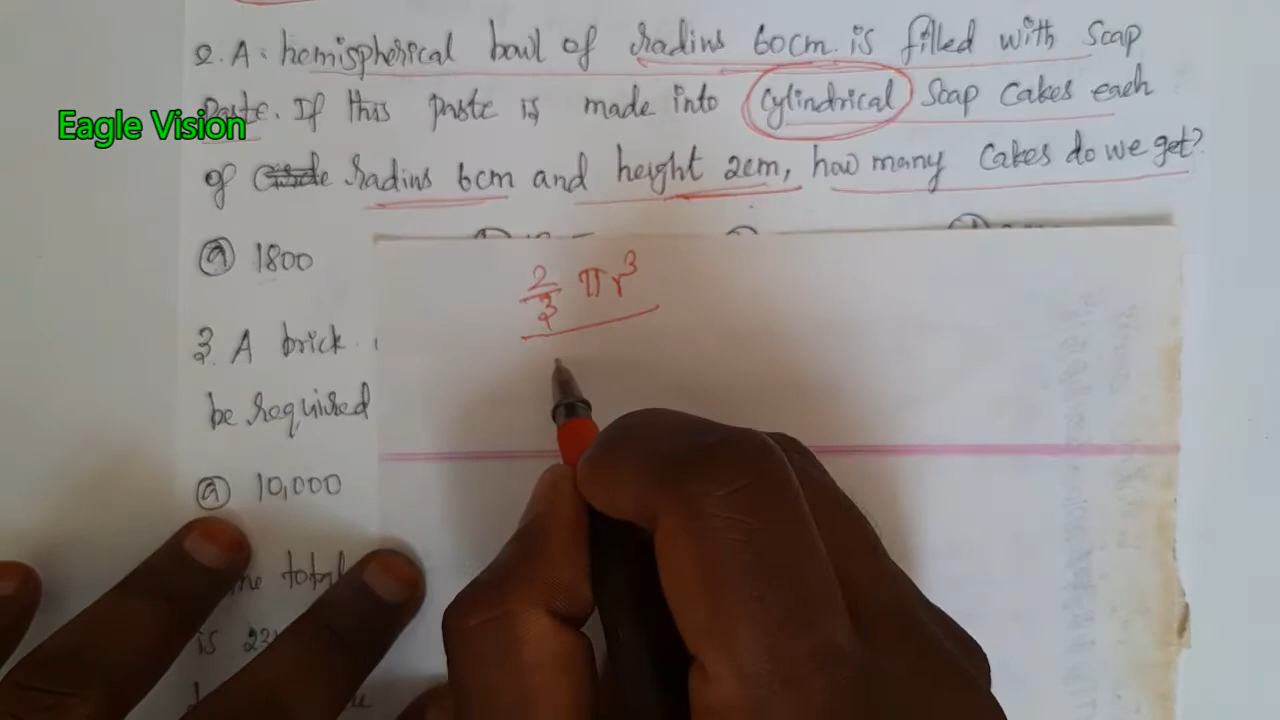 2. A hemispherical bowl of radius 60cm is filled with Soap
Paste. If this paste is made into Cylindrical Soap Cakes each
Eagle Vision
of radius 6cm and height 2cm, how many Cakes do we get?
ⓐ 1800
2/3 πr³
3. A brick
be required
ⓐ 10,000
total
is